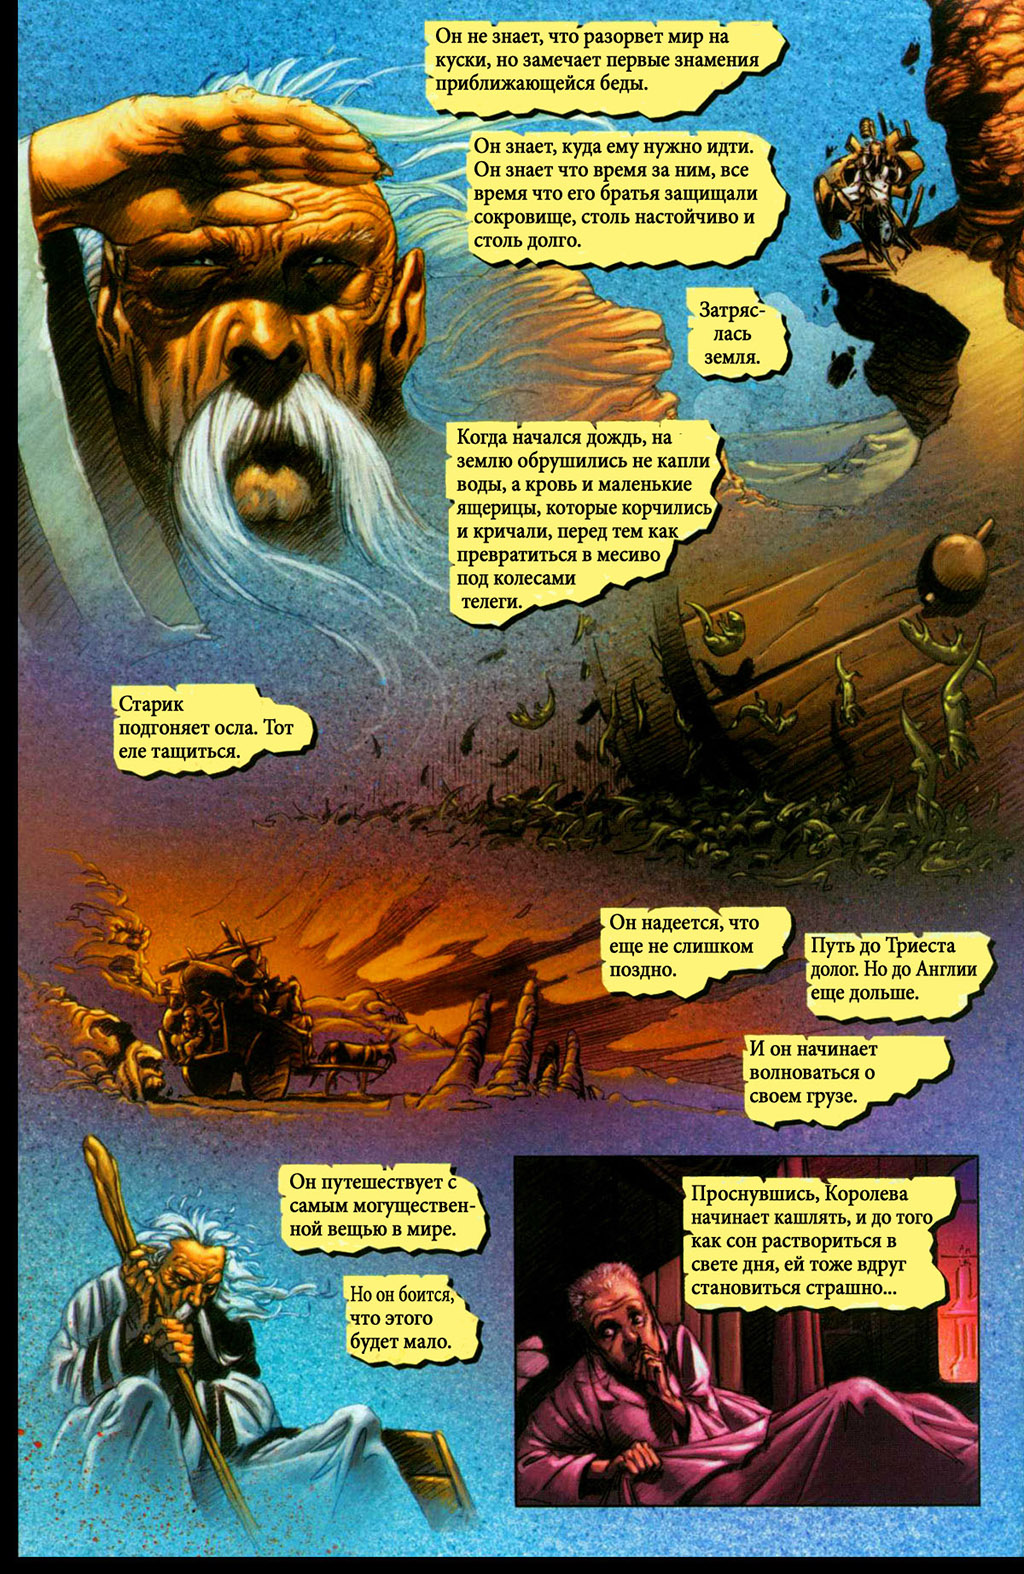 Он не знает, что разорвет мир на
куски, но замечает первые знамения
приближающейся беды.
Он знает, куда ему нужно идти.
Он знает что время за ним, все
время что его братья защищали
сокровище, столь настойчиво и
столь долго.
Затряс-
лась
земля.
Когда начался дождь, на
землю обрушились не капли
воды, а кровь и маленькие
ящерицы, которые корчились
и кричали, перед тем как
превратиться в месиво
под колесами
телеги.
Старик
подгоняет осла. Тот
еле тащиться.
Он надеется, что
еще не слишком
поздно.
Путь до Триеста
долог. Но до Англии
еще дольше.
И он начинает
волноваться о
своем грузе.
Он путешествует с
самым могуществен-
ной вещью в мире.
Но он боится,
что этого
будет мало.
Проснувшись, Королева
начинает кашлять, и до того
как сон раствориться в
свете дня, ей тоже вдруг
становиться страшно...